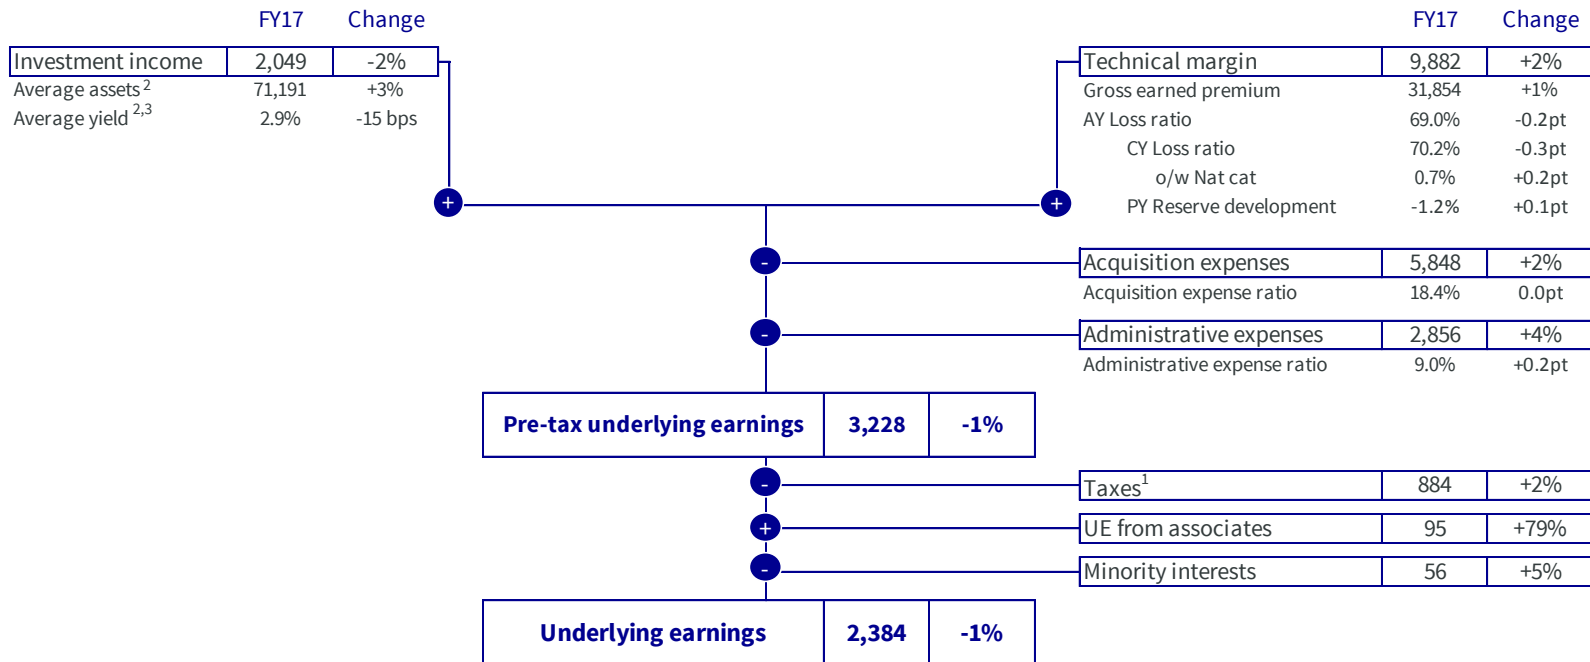 FY17 Change
Investment income 2,049 -2%
Average assets 2 71,191 +3%
Average yield 2,3 2.9% -15 bps
+
FY17 Change
Technical margin 9,882 +2%
Gross earned premium 31,854 +1%
AY Loss ratio 69.0% -0.2pt
CY Loss ratio 70.2% -0.3pt
o/w Nat cat 0.7% +0.2pt
PY Reserve development -1.2% +0.1pt
+
- Acquisition expenses 5,848 +2%
Acquisition expense ratio 18.4% 0.0pt
- Administrative expenses 2,856 +4%
Administrative expense ratio 9.0% +0.2pt
Pre-tax underlying earnings 3,228 -1%
- Taxes1 884 +2%
+ UE from associates 95 +79%
- Minority interests 56 +5%
Underlying earnings 2,384 -1%